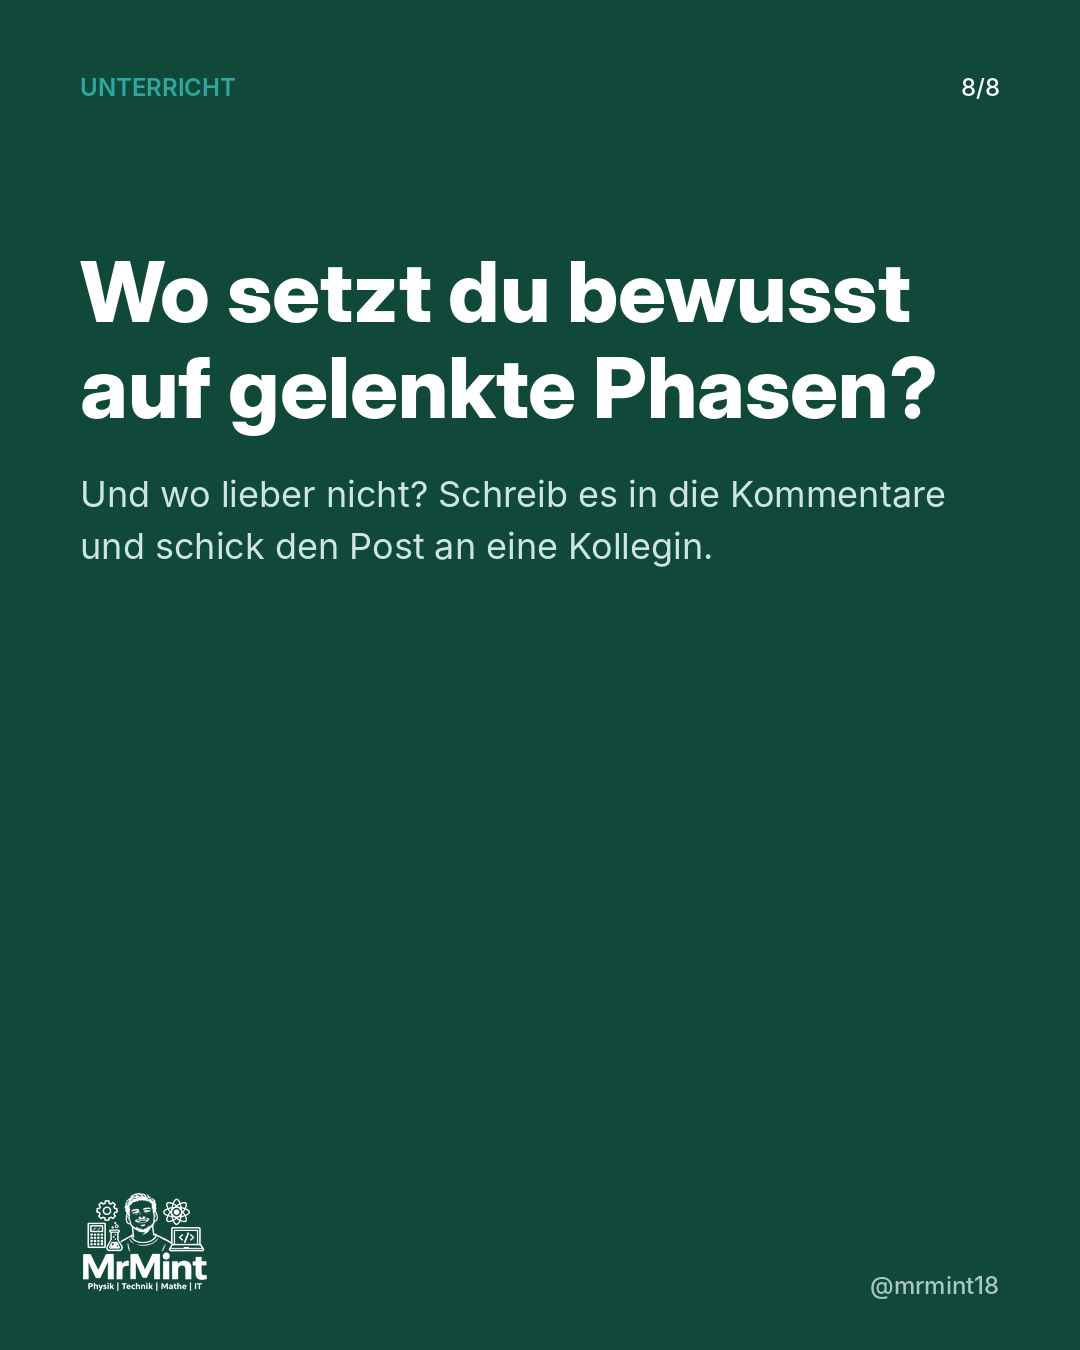 UNTERRICHT
8/8
Wo setzt du bewusst
auf gelenkte Phasen?
Und wo lieber nicht? Schreib es in die Kommentare
und schick den Post an eine Kollegin.
</>
MrMint
Physik | Technik | Mathe | IT
@mrmint18